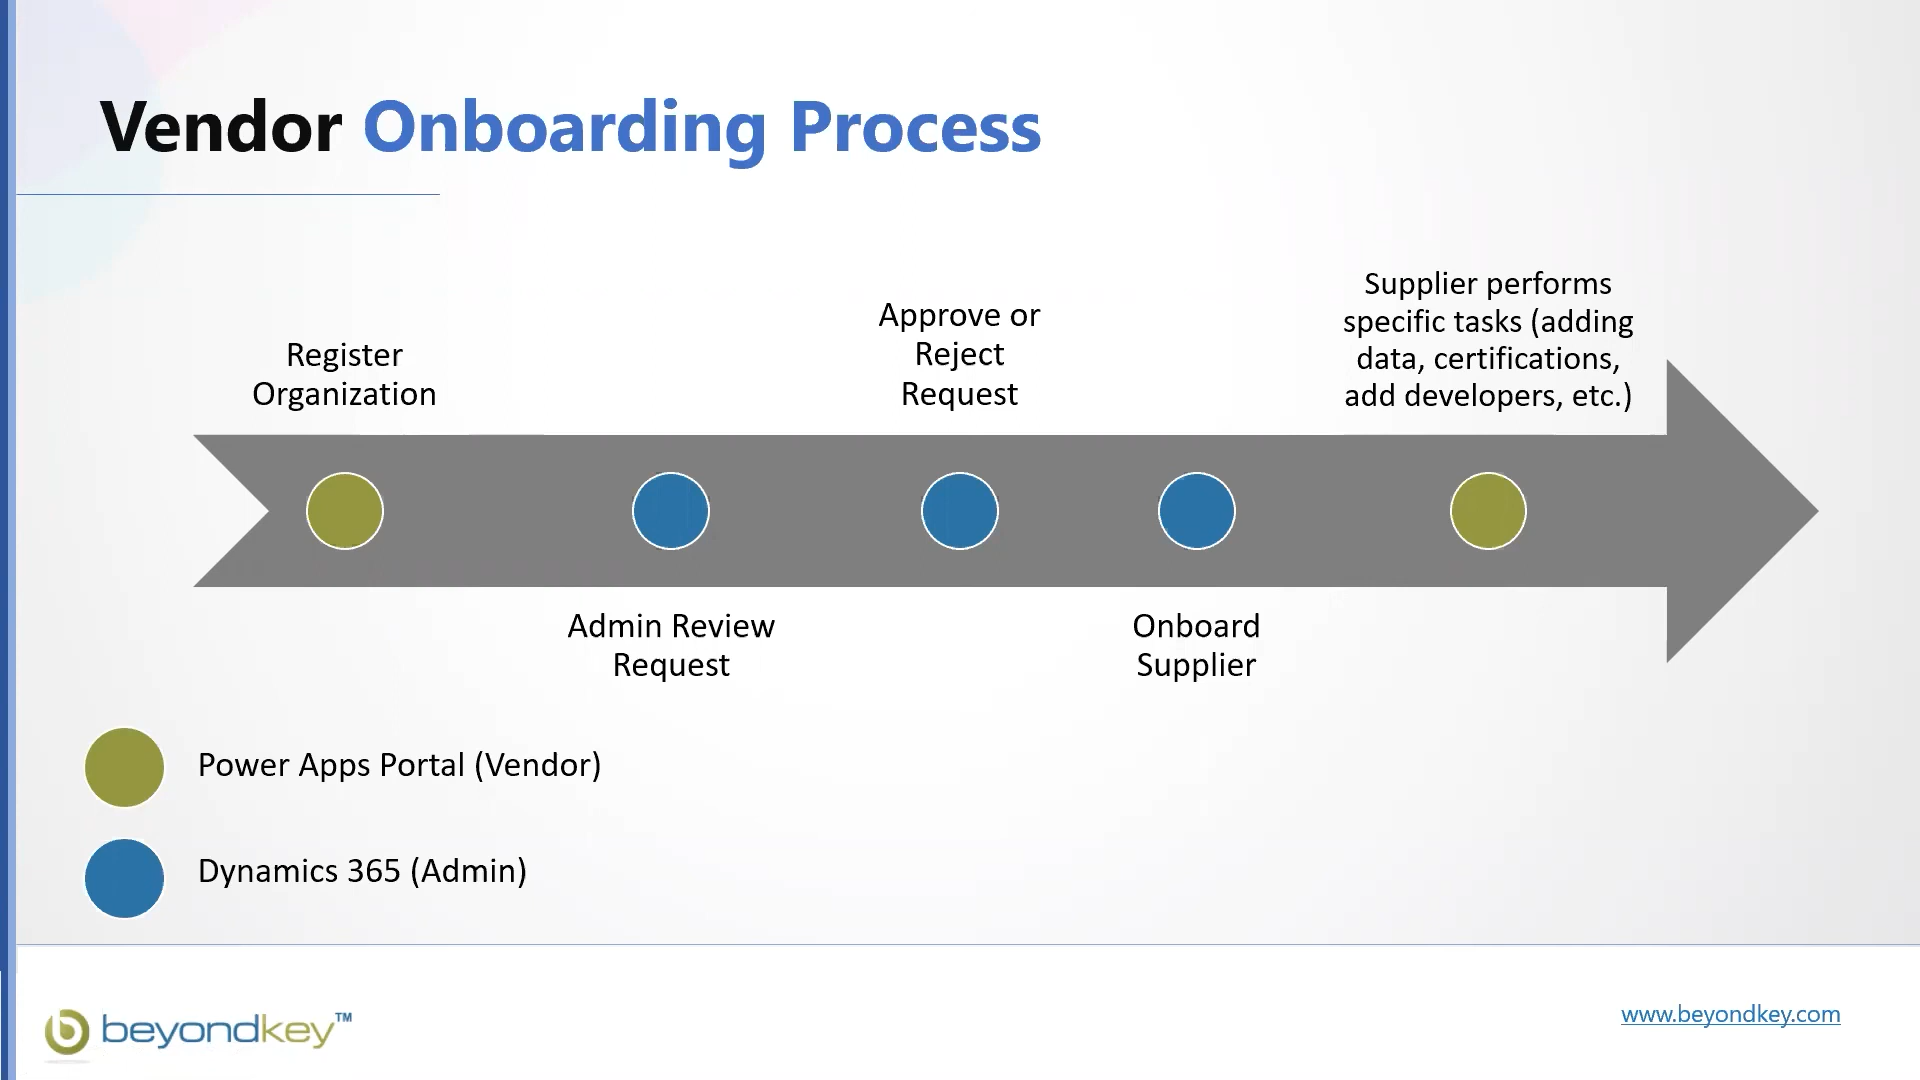 Vendor Onboarding Process
Register
Organization
Admin Review
Request
Approve or
Reject
Request
Onboard
Supplier
Supplier performs
specific tasks (adding
data, certifications,
add developers, etc.)
Power Apps Portal (Vendor)
Dynamics 365 (Admin)
beyondkey™
www.beyondkey.com